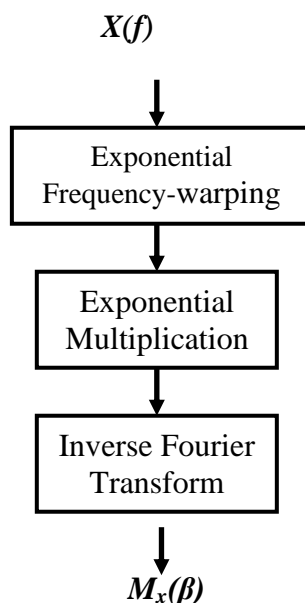 X(f)
Exponential
Frequency-warping
Exponential
Multiplication
Inverse Fourier
Transform
Mx(β)